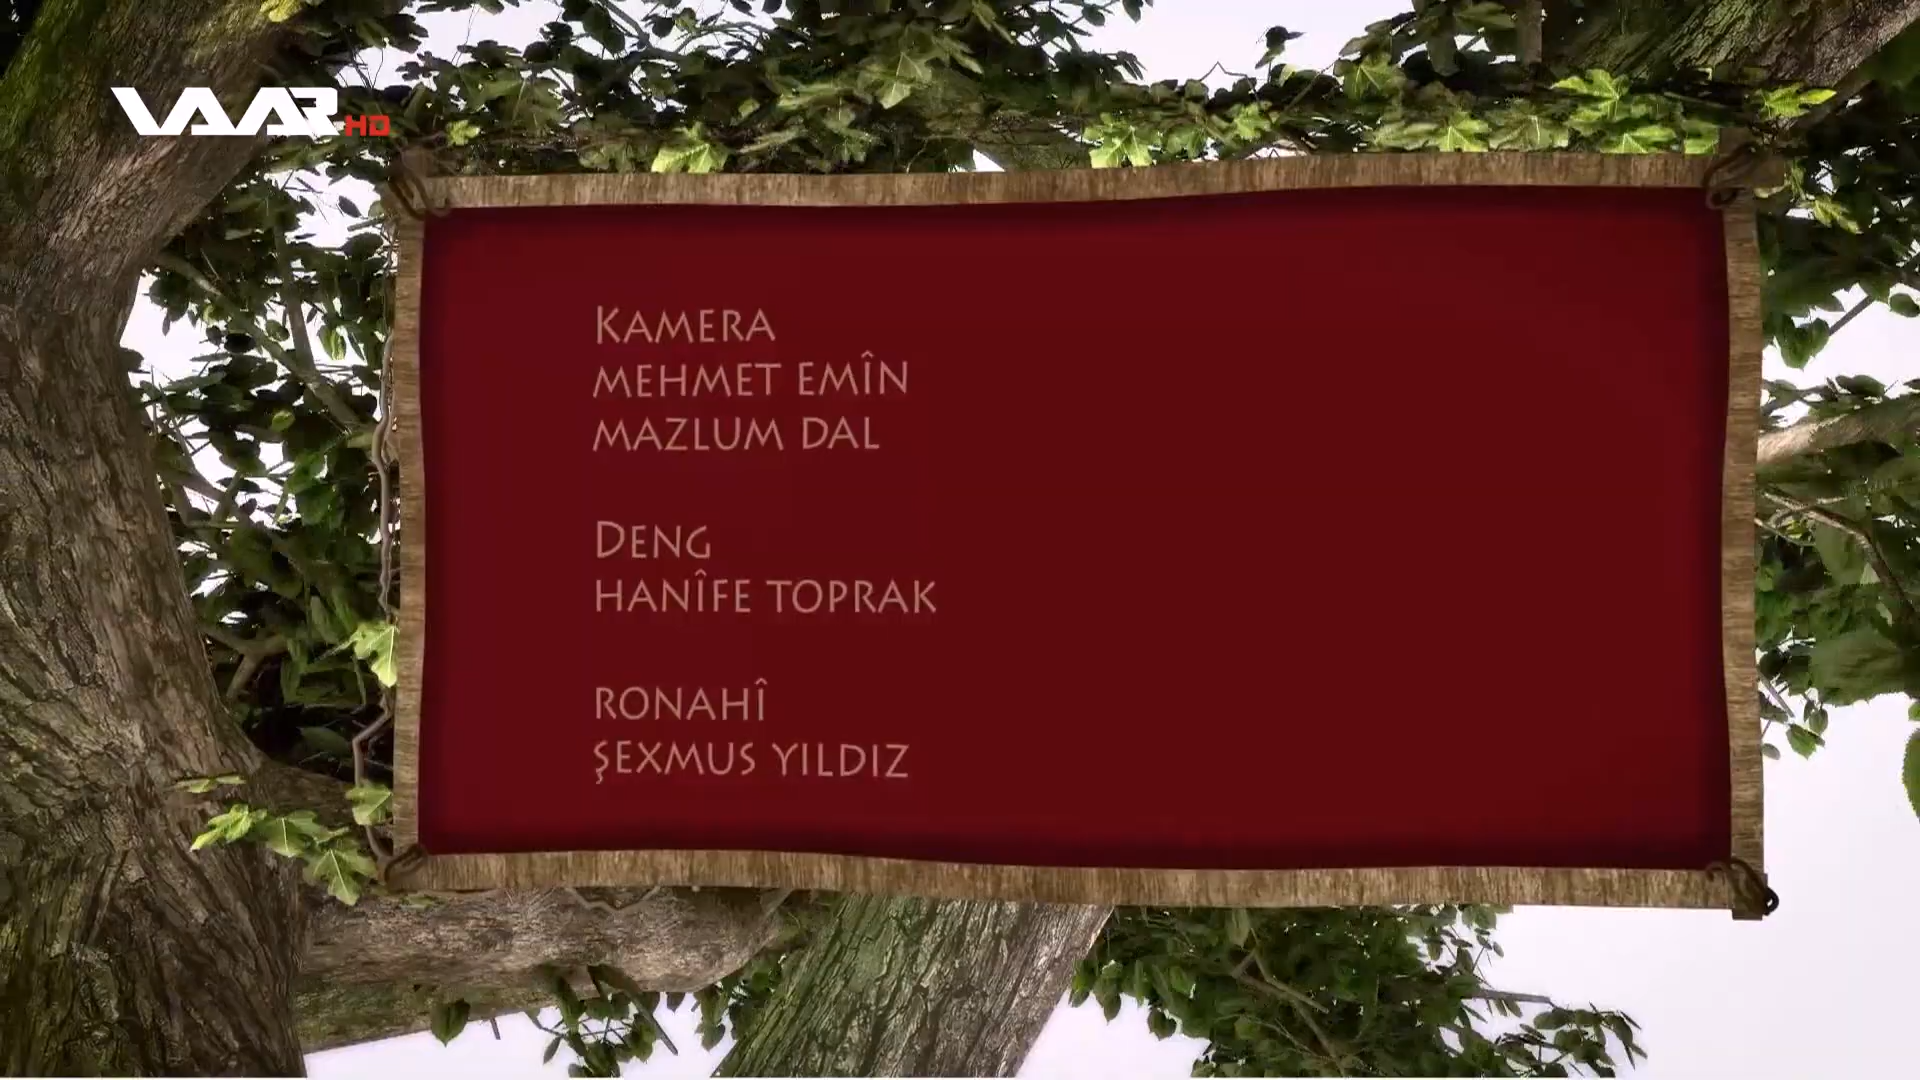 VAAR HD
KAMERA
MEHMET EMÎN
MAZLUM DAL
DENG
HANÎFE TOPRAK
RONAHÎ
ŞEXMUS YILDIZ